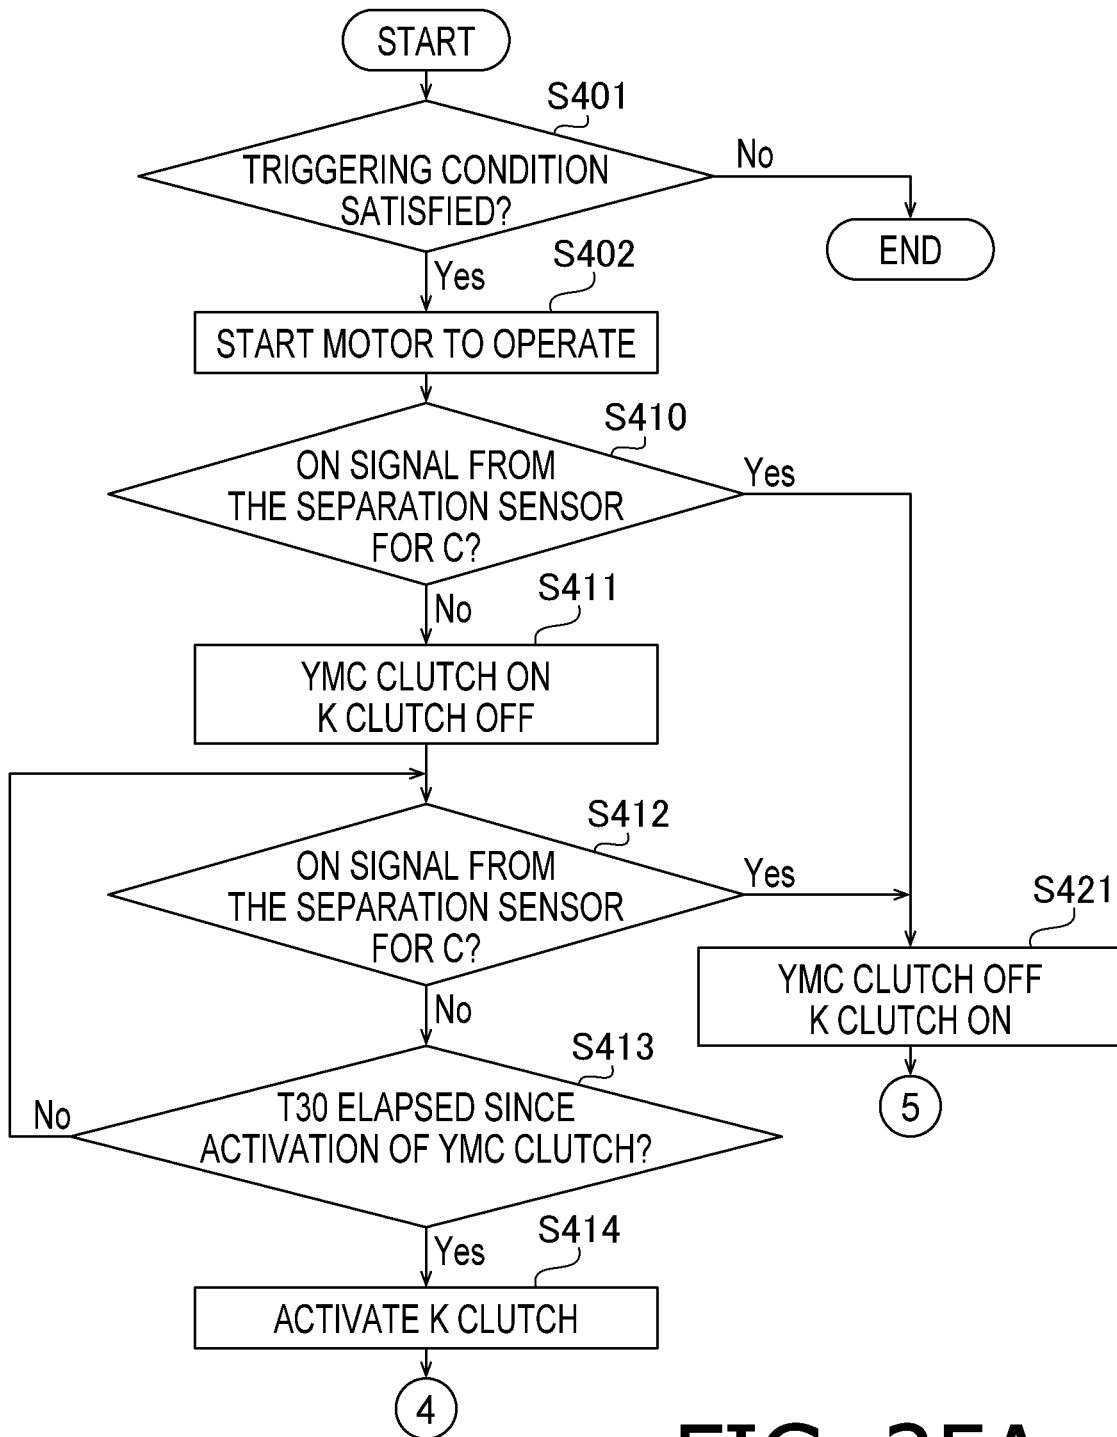 START
S401
TRIGGERING CONDITION
SATISFIED?
No
END
Yes
S402
START MOTOR TO OPERATE
S410
ON SIGNAL FROM
THE SEPARATION SENSOR
FOR C?
Yes
No
S411
YMC CLUTCH ON
K CLUTCH OFF
S412
ON SIGNAL FROM
THE SEPARATION SENSOR
FOR C?
Yes
S421
YMC CLUTCH OFF
K CLUTCH ON
5
No
S413
T30 ELAPSED SINCE
ACTIVATION OF YMC CLUTCH?
No
Yes
S414
ACTIVATE K CLUTCH
4